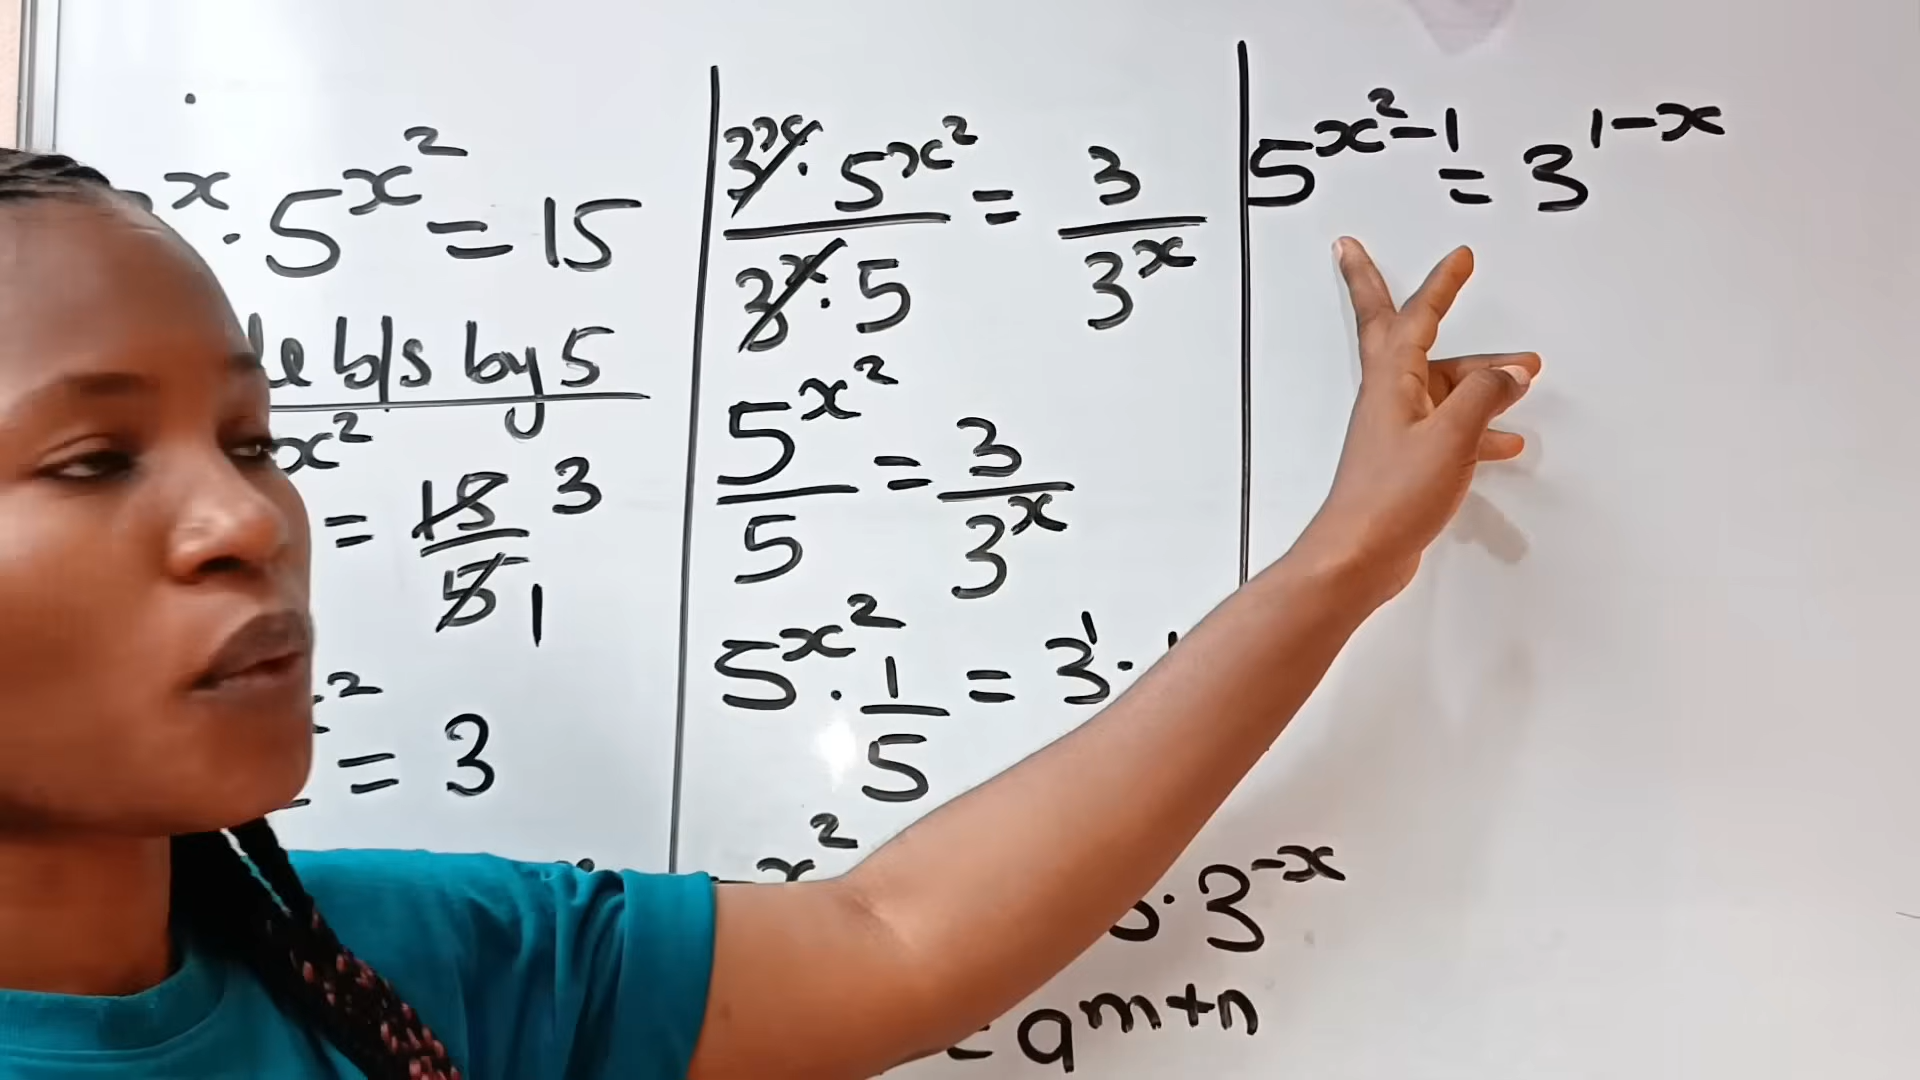 x · 5^x² = 15
b/s by 5
x² = 15/5 3 1
² = 3
3^x · 5^x² / 3^x · 5 = 3 / 3^x
5^x² / 5 = 3 / 3^x
5^x² · 1/5 = 3^1 ·
x²
· 3^-x
a^m+n
5^x²-1 = 3^1-x